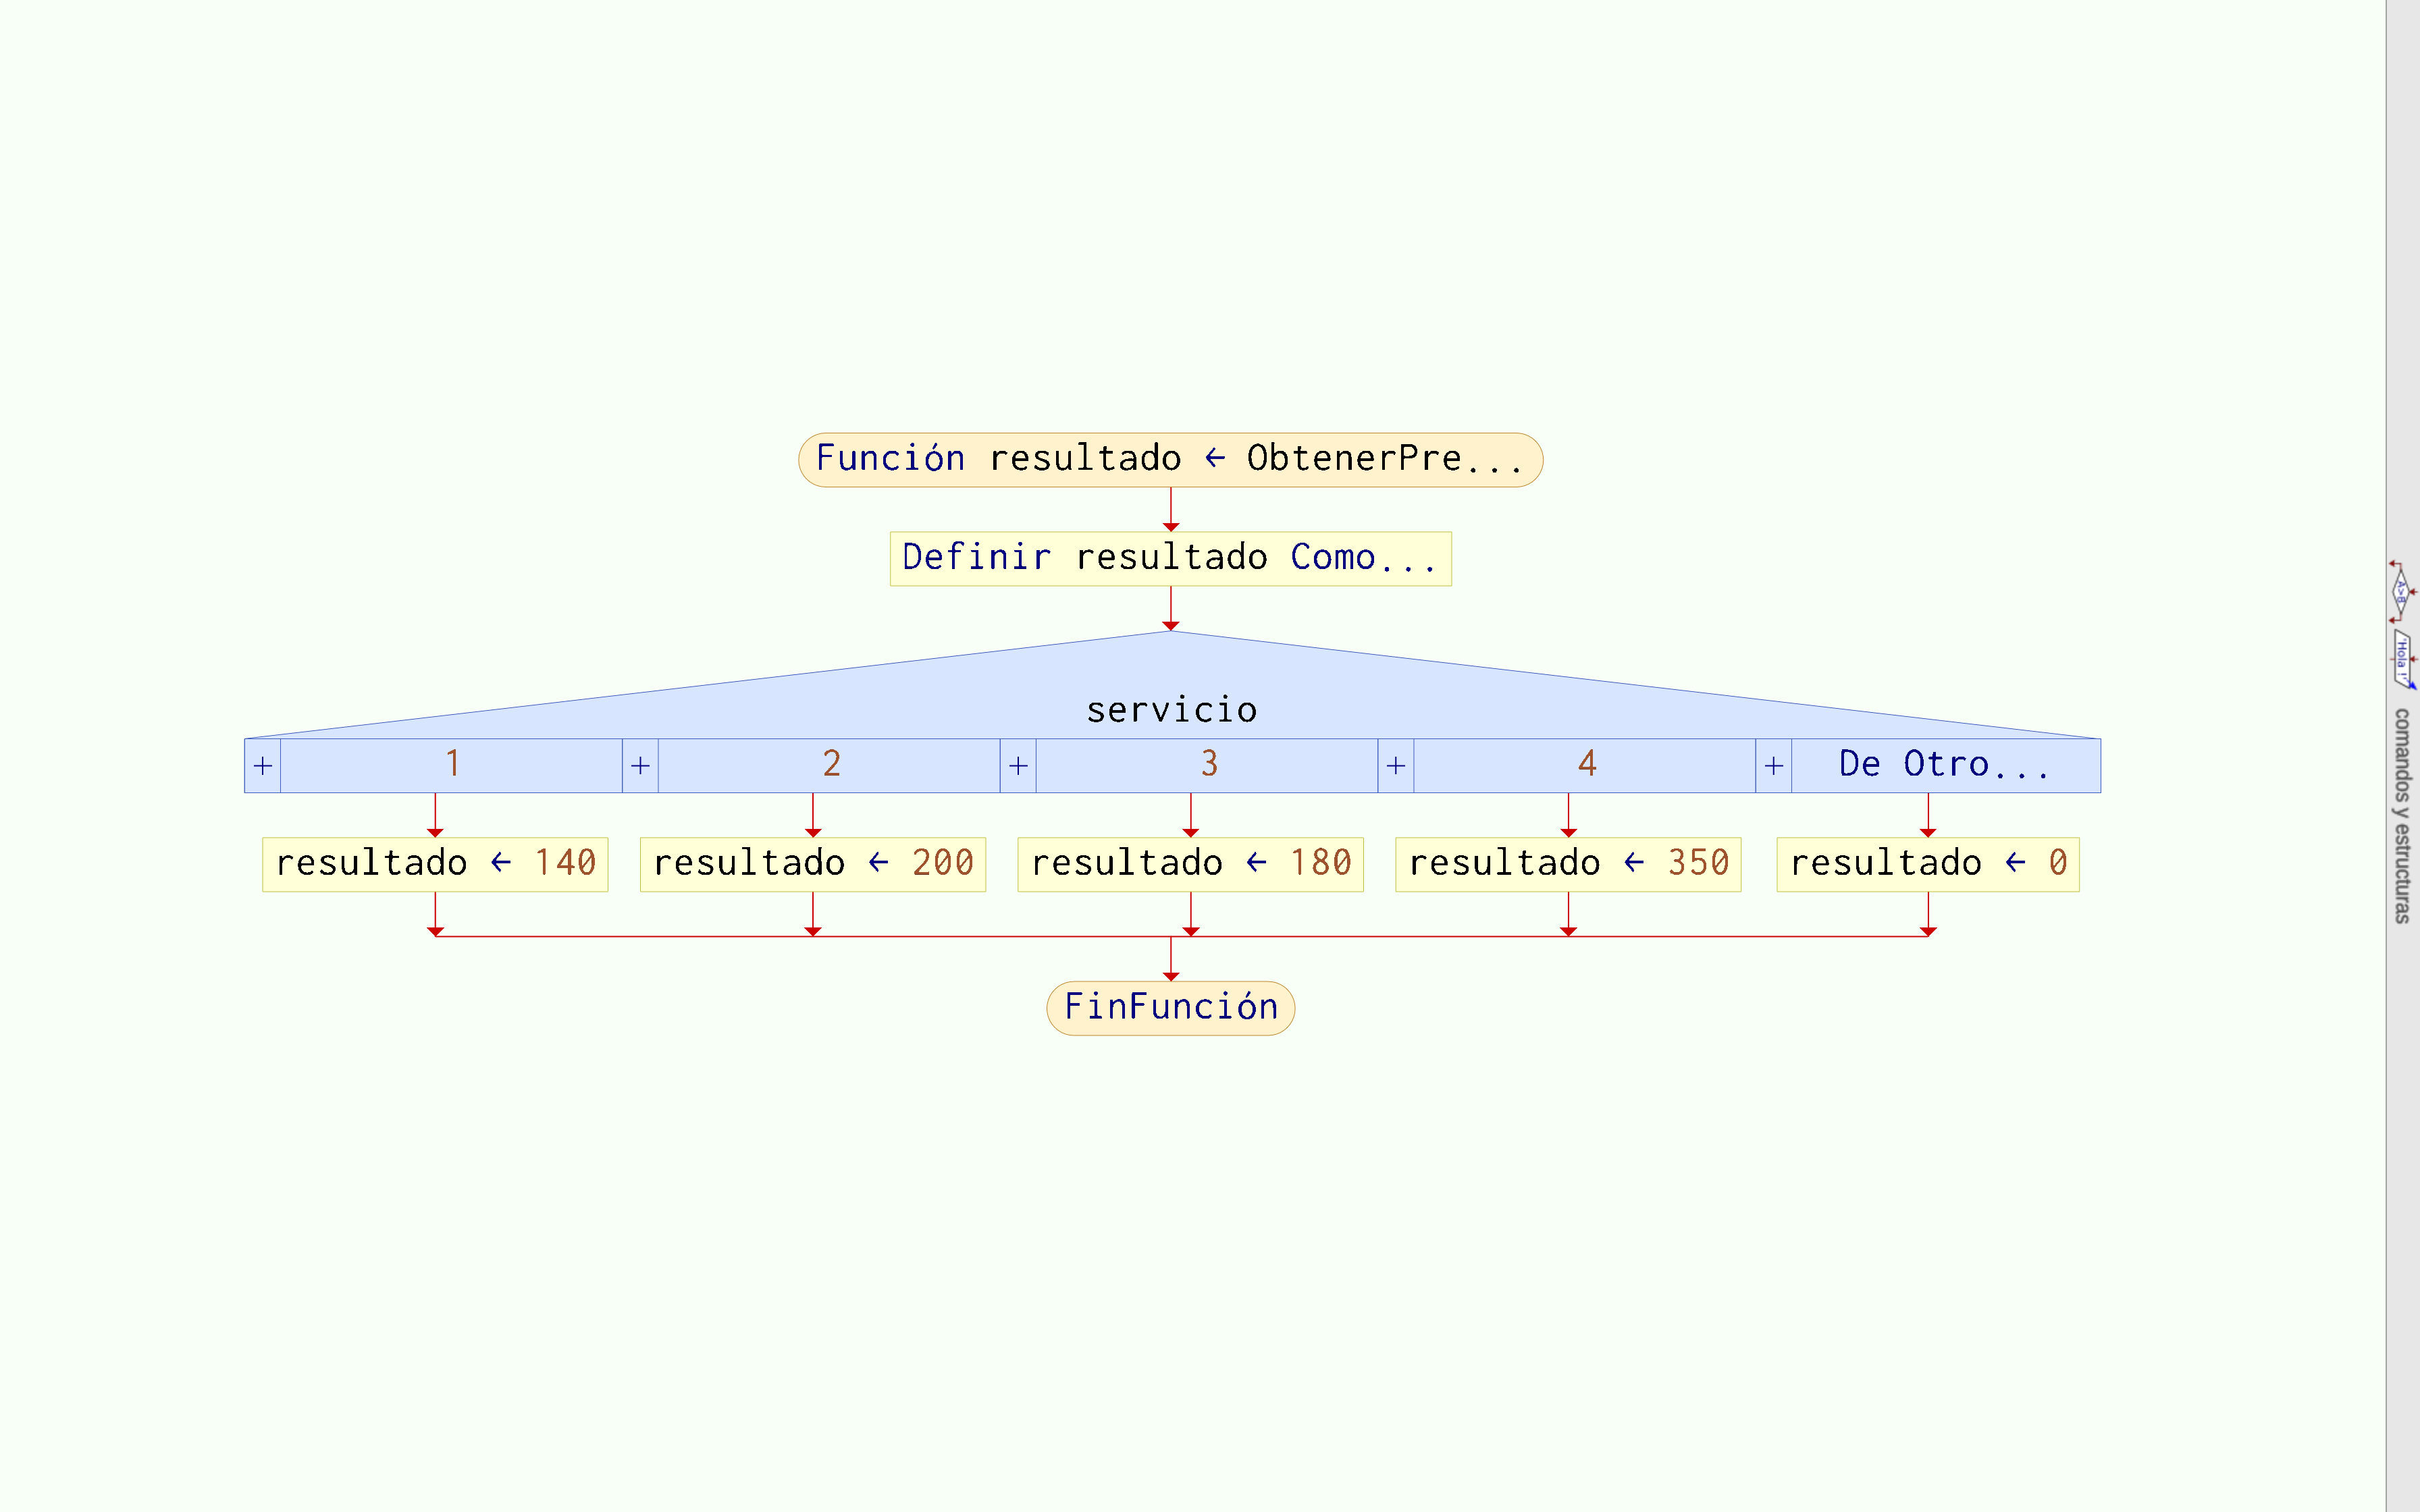 Función resultado ← ObtenerPre...
Definir resultado Como...
servicio
+ 1 + 2 + 3 + 4 + De Otro...
resultado ← 140 resultado ← 200 resultado ← 180 resultado ← 350 resultado ← 0
FinFunción
A>B
'Hola !'
comandos y estructuras